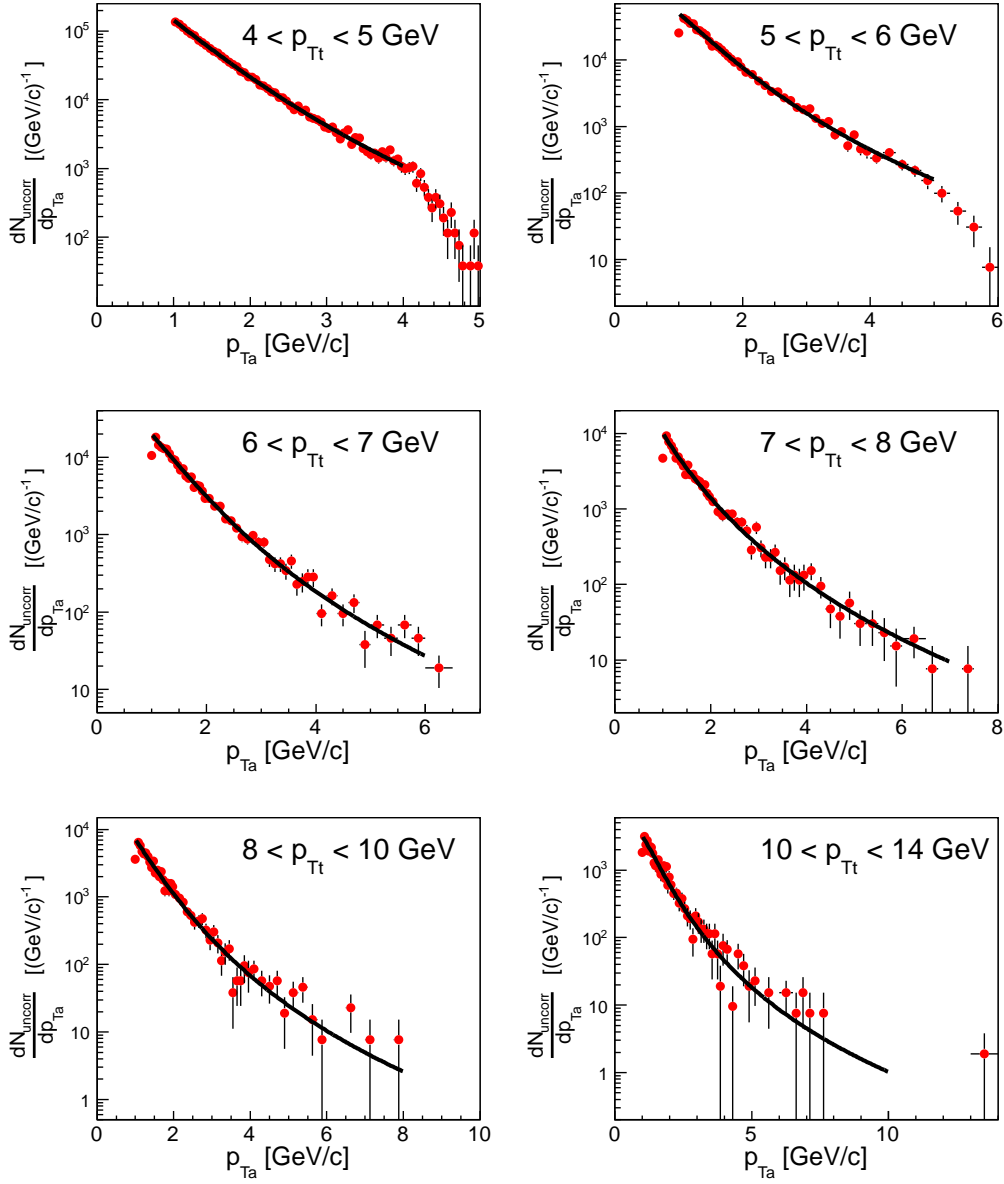 4 < p_Tt < 5 GeV
dN_uncorr / dp_Ta [(GeV/c)^-1]
10^5
10^4
10^3
10^2
0 1 2 3 4 5
p_Ta [GeV/c]
5 < p_Tt < 6 GeV
dN_uncorr / dp_Ta [(GeV/c)^-1]
10^4
10^3
10^2
10
0 2 4 6
p_Ta [GeV/c]
6 < p_Tt < 7 GeV
dN_uncorr / dp_Ta [(GeV/c)^-1]
10^4
10^3
10^2
10
0 2 4 6
p_Ta [GeV/c]
7 < p_Tt < 8 GeV
dN_uncorr / dp_Ta [(GeV/c)^-1]
10^4
10^3
10^2
10
0 2 4 6 8
p_Ta [GeV/c]
8 < p_Tt < 10 GeV
dN_uncorr / dp_Ta [(GeV/c)^-1]
10^4
10^3
10^2
10
1
0 2 4 6 8 10
p_Ta [GeV/c]
10 < p_Tt < 14 GeV
dN_uncorr / dp_Ta [(GeV/c)^-1]
10^3
10^2
10
1
0 5 10
p_Ta [GeV/c]